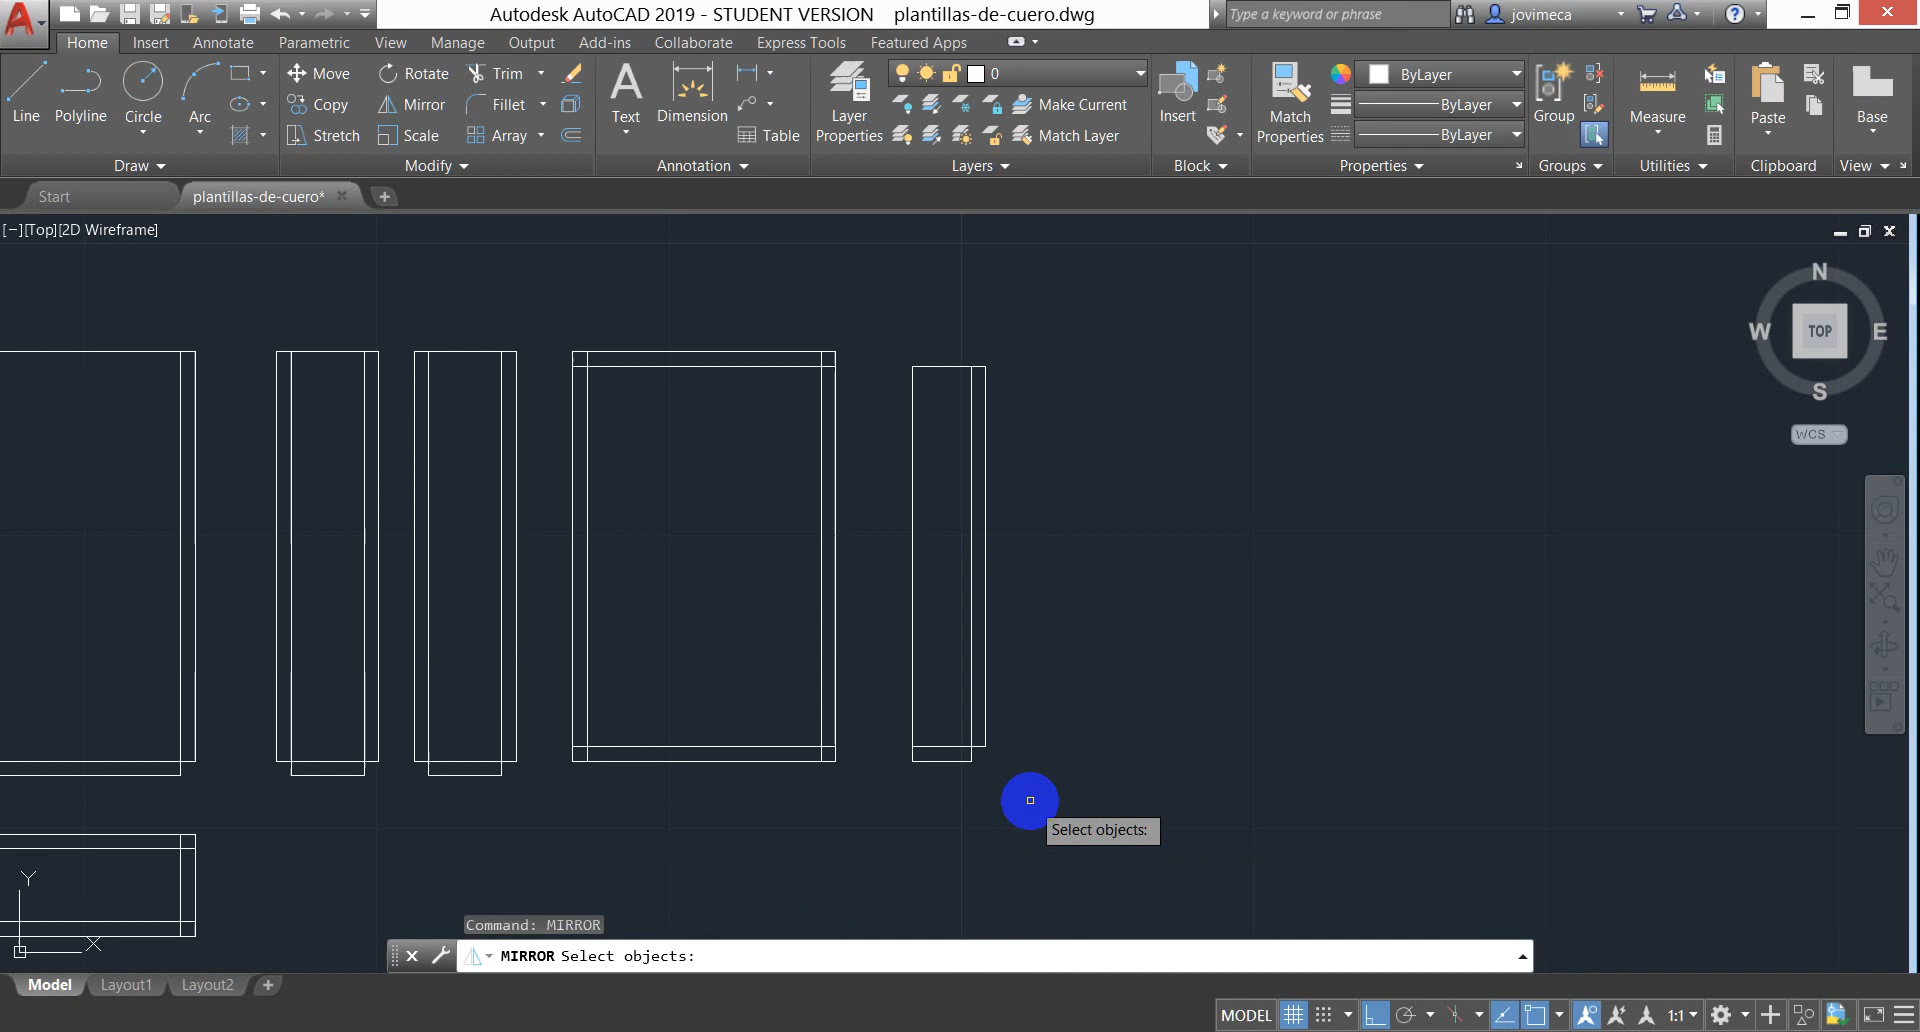 Autodesk AutoCAD 2019 - STUDENT VERSION plantillas-de-cuero.dwg
Type a keyword or phrase
jovimeca
Home Insert Annotate Parametric View Manage Output Add-ins Collaborate Express Tools Featured Apps
Line
Polyline
Circle
Arc
Draw
Move
Rotate
Trim
Copy
Mirror
Fillet
Stretch
Scale
Array
Modify
Text
Dimension
Table
Annotation
Layer
Properties
0
Make Current
Match Layer
Layers
Insert
Block
Match
Properties
ByLayer
ByLayer
ByLayer
Properties
Group
Groups
Measure
Utilities
Paste
Clipboard
Base
View
Start
plantillas-de-cuero*
[−][Top][2D Wireframe]
N
W
TOP
E
S
WCS
Select objects:
Y
X
Command: MIRROR
MIRROR Select objects:
Model Layout1 Layout2
MODEL
1:1